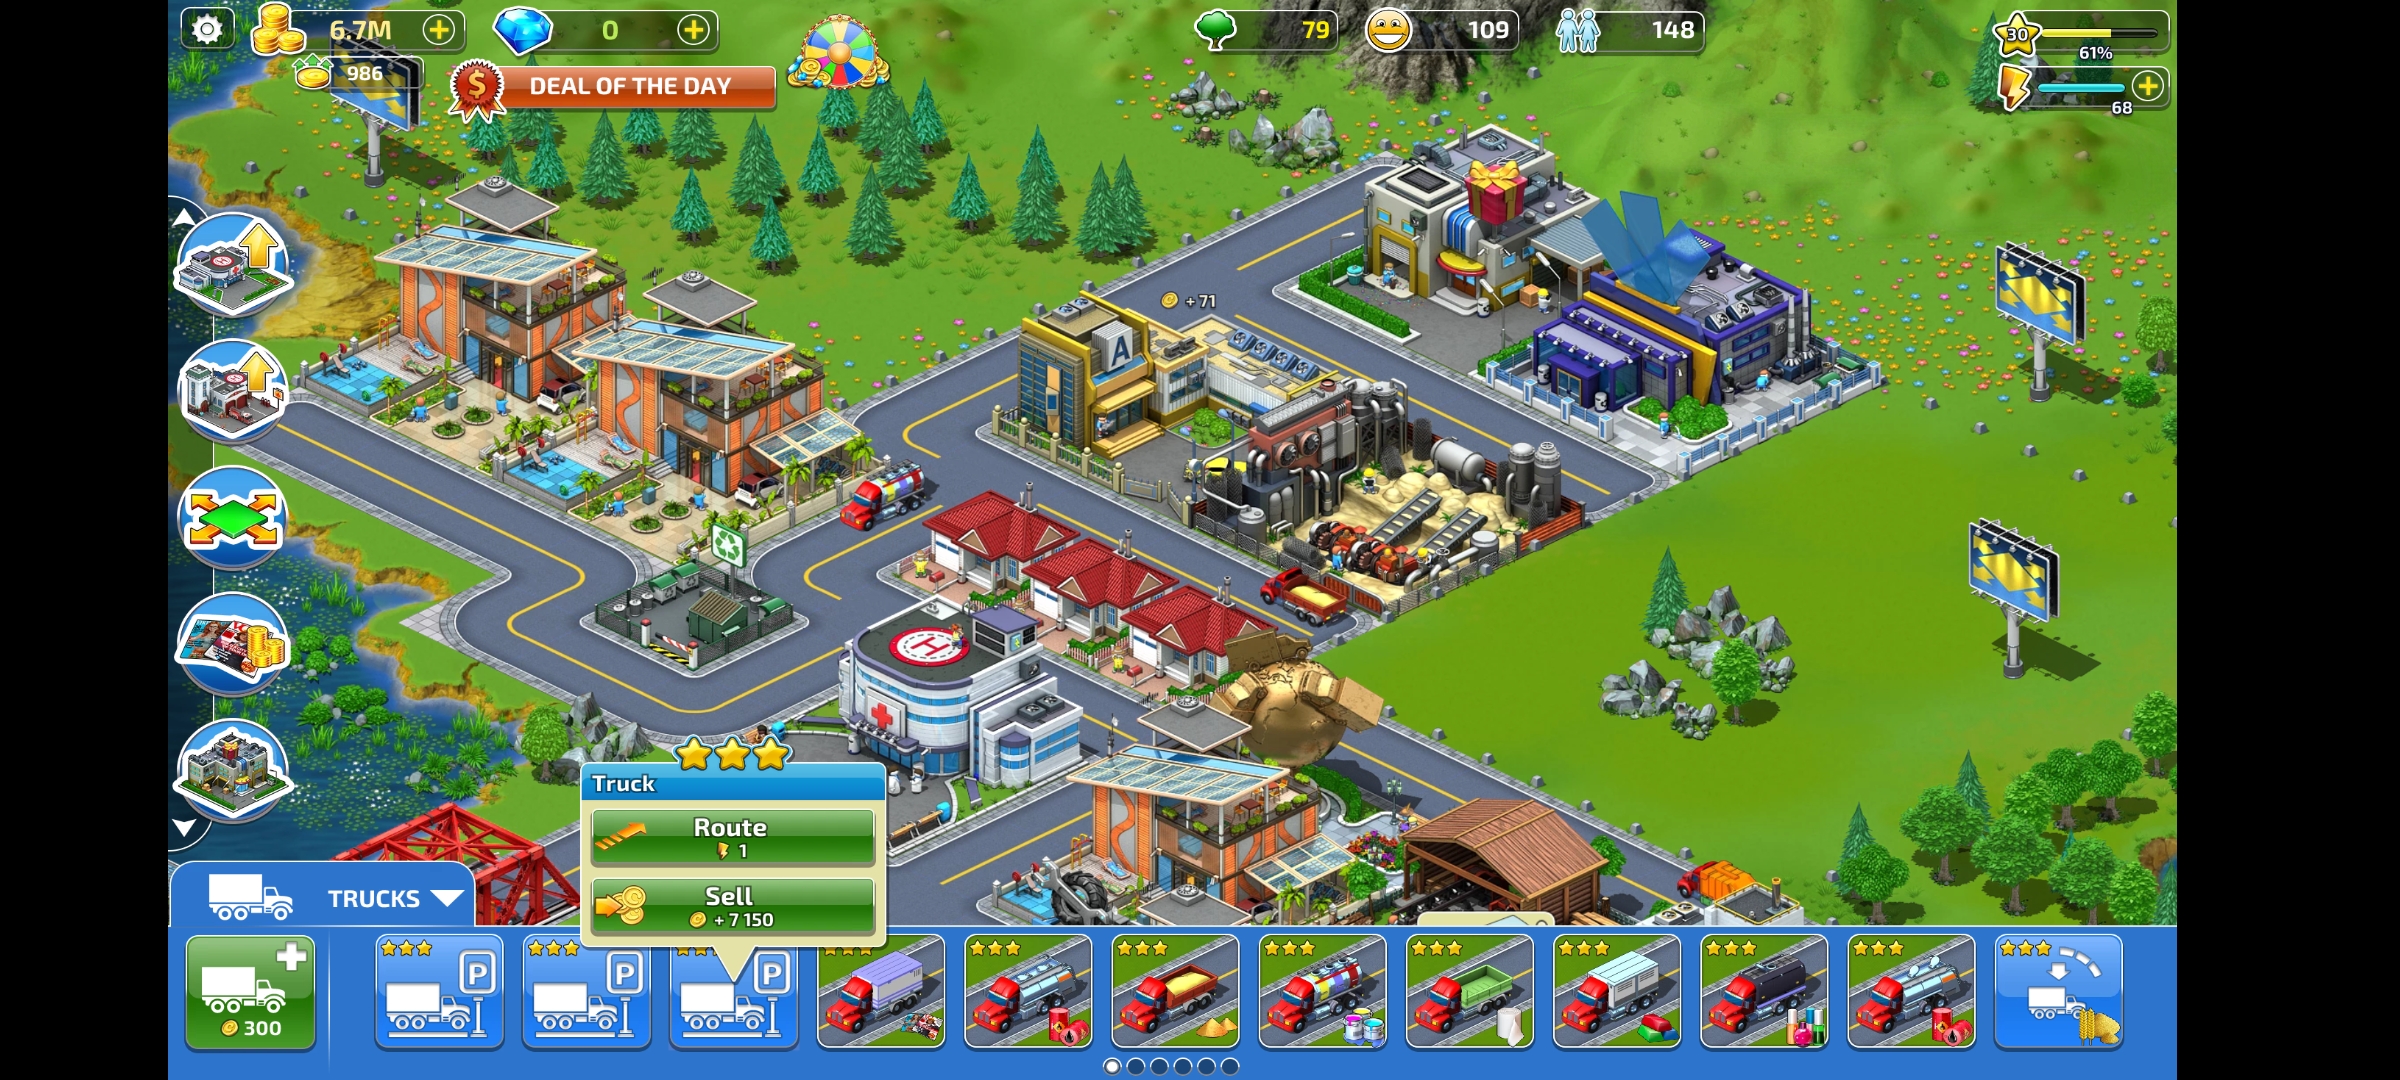 6.7M
0
79
109
148
30
61%
986
DEAL OF THE DAY
68
+ 71
A
H
Truck
Route
1
Sell
+ 7 150
TRUCKS
300
P
P
P